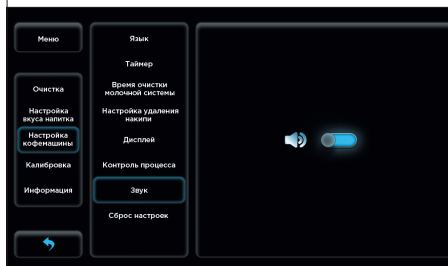 Меню
Очистка
Настройка
вкуса напитка
Настройка
кофемашины
Калибровка
Информация
Язык
Таймер
Время очистки
молочной системы
Настройка удаления
накипи
Дисплей
Контроль процесса
Звук
Сброс настроек